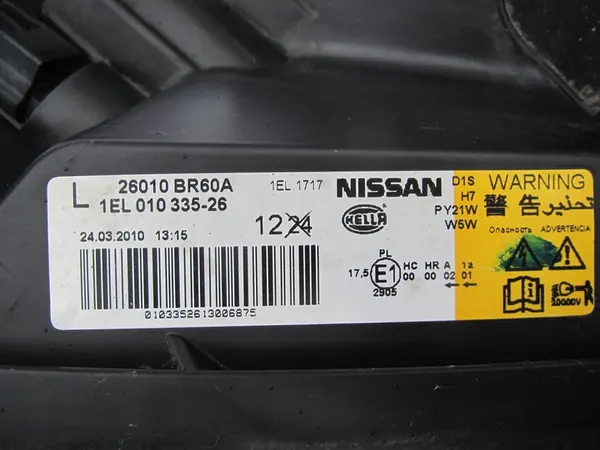 L 26010 BR60A 1EL.1717 NISSAN D1S WARNING
1EL 010 335-26 H7
HELLA PY21W 警告 تحذير
24.03.2010 13:15 1224 W5W Опасность ADVERTENCIA
PL
17,5 E1 HC HR A 1a
00 00 02 01
2905
0103352613006875
20000V